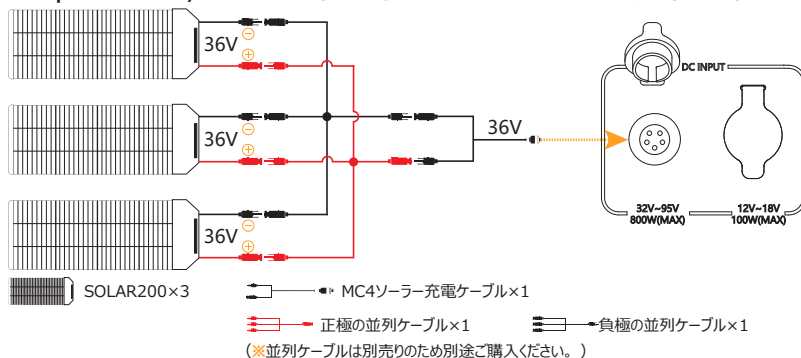 36V
36V
36V
36V
DC INPUT
32V~95V
800W(MAX)
12V~18V
100W(MAX)
SOLAR200×3
MC4ソーラー充電ケーブル×1
正極の並列ケーブル×1
負極の並列ケーブル×1
(※並列ケーブルは別売りのため別途ご購入ください。)